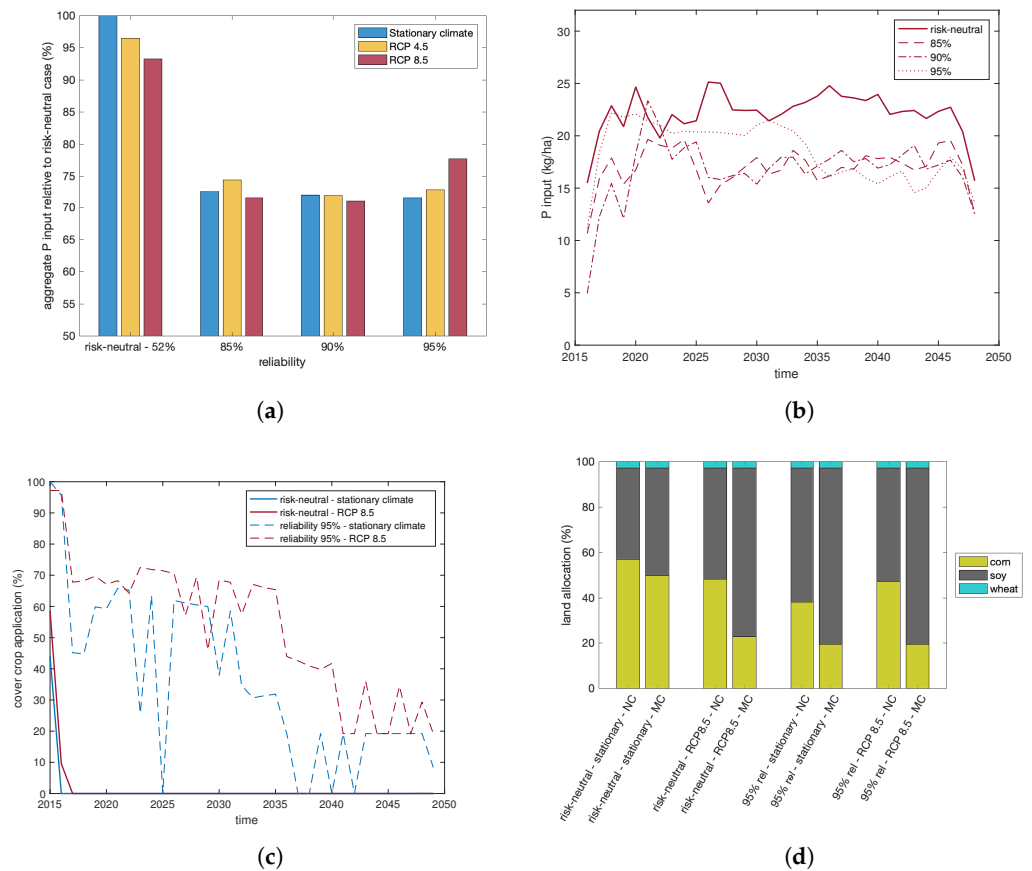 100
95
90
85
80
75
70
65
60
55
50
aggregate P input relative to risk-neutral case (%)
Stationary climate
RCP 4.5
RCP 8.5
risk-neutral - 52%
85%
90%
95%
reliability
(a)
30
25
20
15
10
5
0
P input (kg/ha)
risk-neutral
85%
90%
95%
2015
2020
2025
2030
2035
2040
2045
2050
time
(b)
100
90
80
70
60
50
40
30
20
10
0
cover crop application (%)
risk-neutral - stationary climate
risk-neutral - RCP 8.5
reliability 95% - stationary climate
reliability 95% - RCP 8.5
2015
2020
2025
2030
2035
2040
2045
2050
time
(c)
100
80
60
40
20
0
land allocation (%)
corn
soy
wheat
risk-neutral - stationary - NC
risk-neutral - stationary - MC
risk-neutral - RCP8.5 - NC
risk-neutral - RCP8.5 - MC
95% rel - stationary - NC
95% rel - stationary - MC
95% rel - RCP 8.5 - NC
95% rel - RCP 8.5 - MC
(d)